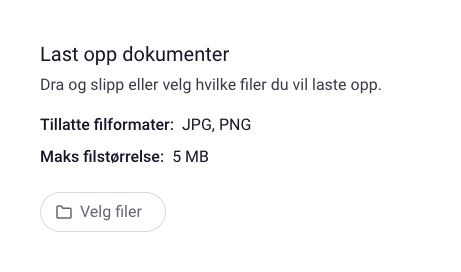 Last opp dokumenter
Dra og slipp eller velg hvilke filer du vil laste opp.
Tillatte filformater: JPG, PNG
Maks filstørrelse: 5 MB
Velg filer